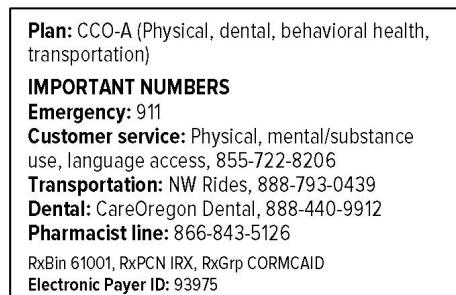 Plan: CCO-A (Physical, dental, behavioral health,
transportation)
IMPORTANT NUMBERS
Emergency: 911
Customer service: Physical, mental/substance
use, language access, 855-722-8206
Transportation: NW Rides, 888-793-0439
Dental: CareOregon Dental, 888-440-9912
Pharmacist line: 866-843-5126
RxBin 61001, RxPCN IRX, RxGrp CORMCAID
Electronic Payer ID: 93975